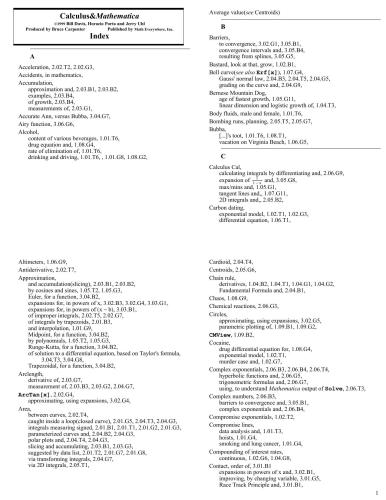 Calculus&Mathematica
©1999 Bill Davis, Horacio Porta and Jerry Uhl
Produced by Bruce Carpenter Published by Math Everywhere, Inc.
Index
A
Acceleration, 2.02.T2, 2.02.G3,
Accidents, in mathematics,
Accumulation,
approximation and, 2.03.B1, 2.03.B2,
examples, 2.03.B4,
of growth, 2.03.B4,
measurements of, 2.03.G1,
Accurate Ann, versus Bubba, 3.04.G7,
Airy function, 3.06.G6,
Alcohol,
content of various beverages, 1.01.T6,
drug equation and, 1.08.G4,
rate of elimination of, 1.01.T6,
drinking and driving, 1.01.T6, , 1.01.G8, 1.08.G2,
Altimeters, 1.06.G9,
Antiderivative, 2.02.T7,
Approximation,
and accumulation(slicing), 2.03.B1, 2.03.B2,
by cosines and sines, 1.05.T2, 1.05.G3,
Euler, for a function, 3.04.B2,
expansions for, in powers of x, 3.02.B3, 3.02.G4, 3.03.G1,
expansions for, in powers of (x − b), 3.03.B1,
of improper integrals, 2.02.T5, 2.02.G7,
of integrals by trapezoids, 2.01.B3,
and interpolation, 1.01.G9,
Midpoint, for a function, 3.04.B2,
by polynomials, 1.05.T2, 1.05.G3,
Runge-Kutta, for a function, 3.04.B2,
of solution to a differential equation, based on Taylor's formula,
3.04.T3, 3.04.G8,
Trapezoidal, for a function, 3.04.B2,
Arclength,
derivative of, 2.03.G7,
measurement of, 2.03.B3, 2.03.G2, 2.04.G7,
ArcTan[x], 2.02.G4,
approximating, using expansions, 3.02.G4,
Area,
between curves, 2.02.T4,
caught inside a loop(closed curve), 2.01.G5, 2.04.T3, 2.04.G3,
integrals measuring signed, 2.01.B1, 2.01.T1, 2.01.G2, 2.01.G3,
parameterized curves and, 2.04.B2, 2.04.G3,
polar plots and, 2.04.T4, 2.04.G3,
slicing and accumulating, 2.03.B1, 2.03.G3,
suggested by data list, 2.01.T2, 2.01.G7, 2.01.G8,
via transforming integrals, 2.04.G7,
via 2D integrals, 2.05.T1,
Average value(see Centroids)
B
Barriers,
to convergence, 3.02.G1, 3.05.B1,
convergence intervals and, 3.05.B4,
resulting from splines, 3.05.G5,
Bastard, look at that, grow, 1.02.B1,
Bell curve(see also Erf[x]), 1.07.G4,
Gauss' normal law, 2.04.B3, 2.04.T5, 2.04.G5,
grading on the curve and, 2.04.G9,
Bernese Mountain Dog,
age of fastest growth, 1.05.G11,
linear dimension and logistic growth of, 1.04.T3,
Body fluids, male and female, 1.01.T6,
Bombing runs, planning, 2.05.T5, 2.05.G7,
Bubba,
[...]'s toot, 1.01.T6, 1.08.T1,
vacation on Virginia Beach, 1.06.G5,
C
Calculus Cal,
calculating integrals by differentiating and, 2.06.G9,
expansion of and, 3.05.G8,
max/mins and, 1.05.G1,
tangent lines and,, 1.07.G11,
2D integrals and,, 2.05.B2,
Carbon dating,
exponential model, 1.02.T1, 1.02.G3,
differential equation, 1.06.T1,
Cardioid, 2.04.T4,
Centroids, 2.05.G6,
Chain rule,
derivatives, 1.04.B2, 1.04.T1, 1.04.G1, 1.04.G2,
Fundamental Formula and, 2.04.B1,
Chaos, 1.08.G9,
Chemical reactions, 2.06.G3,
Circles,
approximating, using expansions, 3.02.G5,
parametric plotting of, 1.09.B1, 1.09.G2,
CMView, 1.09.B2,
Cocaine,
drug differential equation for, 1.08.G4,
exponential model, 1.02.T1,
murder case and, 1.02.G7,
Complex exponentials, 2.06.B3, 2.06.B4, 2.06.T4,
hyperbolic functions and, 2.06.G5,
trigonometric formulas and, 2.06.G7,
using, to understand Mathematica output of Solve, 2.06.T3,
Complex numbers, 2.06.B3,
barriers to convergence and, 3.05.B1,
complex exponentials and, 2.06.B4,
Compromise exponentials, 1.02.T2,
Compromise lines,
data analysis and, 1.01.T3,
hoists, 1.01.G4,
smoking and lung cancer, 1.01.G4,
Compounding of interest rates,
continuous, 1.02.G6, 1.04.G8,
Contact, order of, 3.01.B1
expansions in powers of x and, 3.02.B1,
improving, by changing variable, 3.01.G5,
Race Track Principle and, 3.01.B1,
1